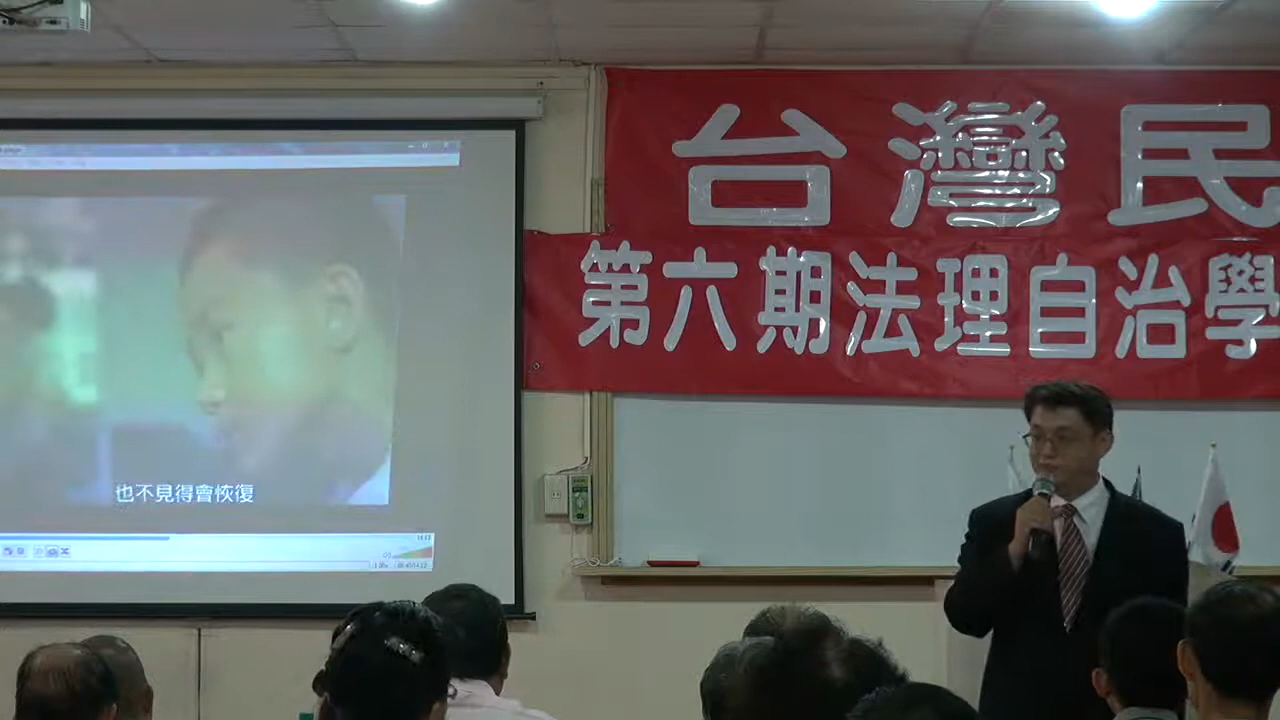 台灣民
第六期法理自治學
也不見得會恢復